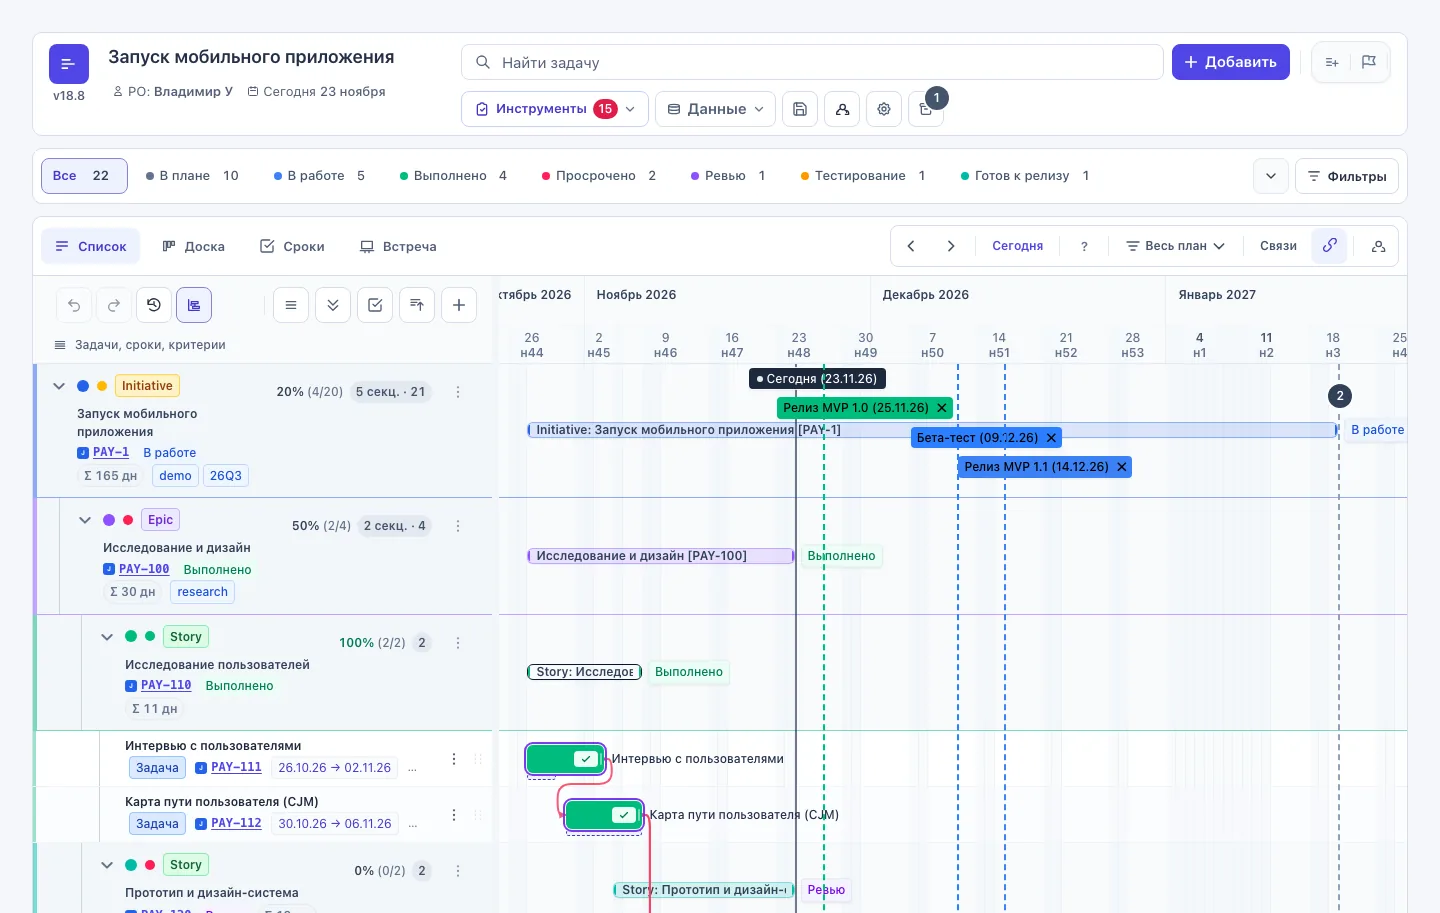 Запуск мобильного приложения
v18.8
PO: Владимир У
Сегодня 23 ноября
Найти задачу
Добавить
Инструменты 15
Данные
1
Все 22
В плане 10
В работе 5
Выполнено 4
Просрочено 2
Ревью 1
Тестирование 1
Готов к релизу 1
Фильтры
Список
Доска
Сроки
Встреча
Сегодня
?
Весь план
Связи
Задачи, сроки, критерии
ктябрь 2026
Ноябрь 2026
Декабрь 2026
Январь 2027
26 2 9 16 23 30 7 14 21 28 4 11 18 25
н44 н45 н46 н47 н48 н49 н50 н51 н52 н53 н1 н2 н3 н4
Initiative
20% (4/20) 5 секц. · 21
Запуск мобильного
приложения
PAY-1 В работе
Σ 165 дн demo 26Q3
Сегодня (23.11.26)
Релиз MVP 1.0 (25.11.26)
Initiative: Запуск мобильного приложения [PAY-1]
Бета-тест (09.12.26)
Релиз MVP 1.1 (14.12.26)
2
В работе
Epic
50% (2/4) 2 секц. · 4
Исследование и дизайн
PAY-100 Выполнено
Σ 30 дн research
Исследование и дизайн [PAY-100]
Выполнено
Story
100% (2/2) 2
Исследование пользователей
PAY-110 Выполнено
Σ 11 дн
Story: Исследов
Выполнено
Интервью с пользователями
Задача PAY-111 26.10.26 → 02.11.26 ...
Интервью с пользователями
Карта пути пользователя (CJM)
Задача PAY-112 30.10.26 → 06.11.26 ...
Карта пути пользователя (CJM)
Story
0% (0/2) 2
Прототип и дизайн-система
Story: Прототип и дизайн-
Ревью